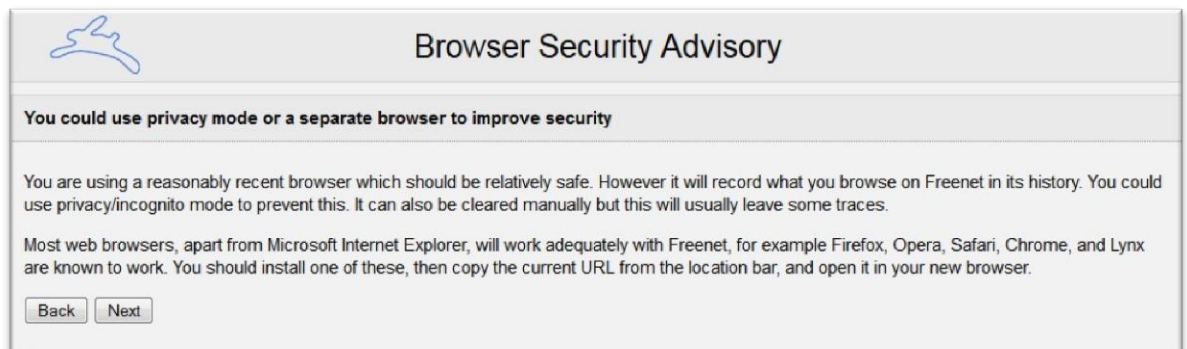 Browser Security Advisory
You could use privacy mode or a separate browser to improve security
You are using a reasonably recent browser which should be relatively safe. However it will record what you browse on Freenet in its history. You could
use privacy/incognito mode to prevent this. It can also be cleared manually but this will usually leave some traces.
Most web browsers, apart from Microsoft Internet Explorer, will work adequately with Freenet, for example Firefox, Opera, Safari, Chrome, and Lynx
are known to work. You should install one of these, then copy the current URL from the location bar, and open it in your new browser.
Back Next